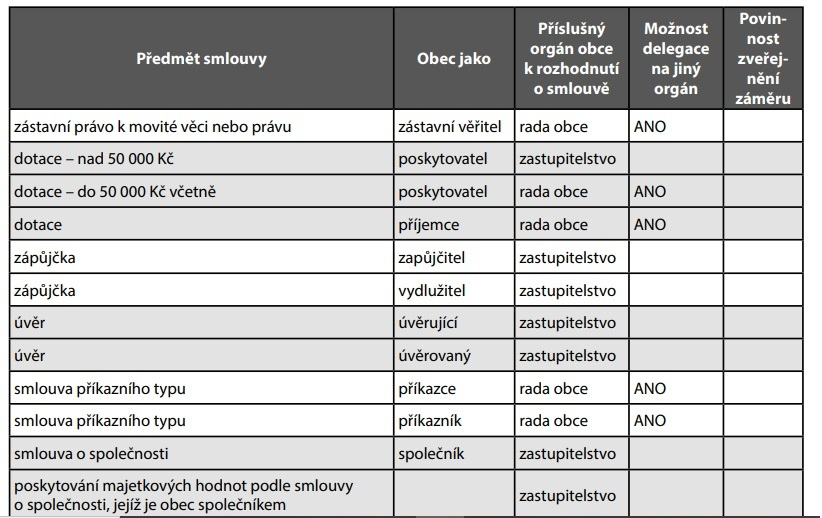 Předmět smlouvy
Obec jako
Příslušný
orgán obce
k rozhodnutí
o smlouvě
Možnost
delegace
na jiný
orgán
Povin-
nost
zveřej-
nění
záměru
zástavní právo k movité věci nebo právu zástavní věřitel rada obce ANO
dotace – nad 50 000 Kč poskytovatel zastupitelstvo
dotace – do 50 000 Kč včetně poskytovatel rada obce ANO
dotace příjemce rada obce ANO
zápůjčka zapůjčitel zastupitelstvo
zápůjčka vydlužitel zastupitelstvo
úvěr úvěrující zastupitelstvo
úvěr úvěrovaný zastupitelstvo
smlouva příkazního typu příkazce rada obce ANO
smlouva příkazního typu příkazník rada obce ANO
smlouva o společnosti společník zastupitelstvo
poskytování majetkových hodnot podle smlouvy
o společnosti, jejíž je obec společníkem
zastupitelstvo